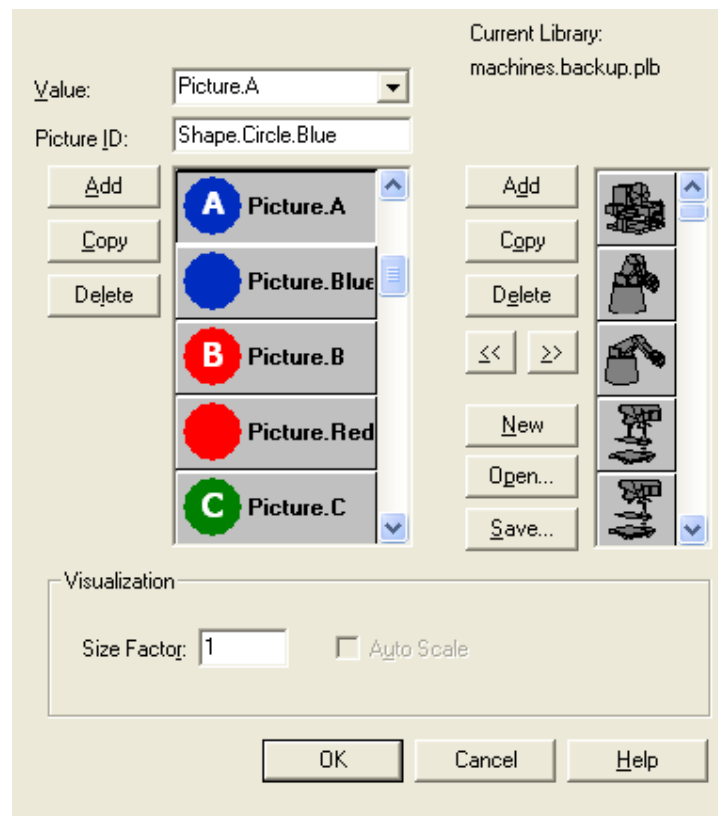 Current Library:
machines.backup.plb
Value: Picture.A
Picture ID: Shape.Circle.Blue
Add
Copy
Delete
A Picture.A
Picture.Blue
B Picture.B
Picture.Red
C Picture.C
Add
Copy
Delete
<< >>
New
Open...
Save...
Visualization
Size Factor: 1
Auto Scale
OK Cancel Help